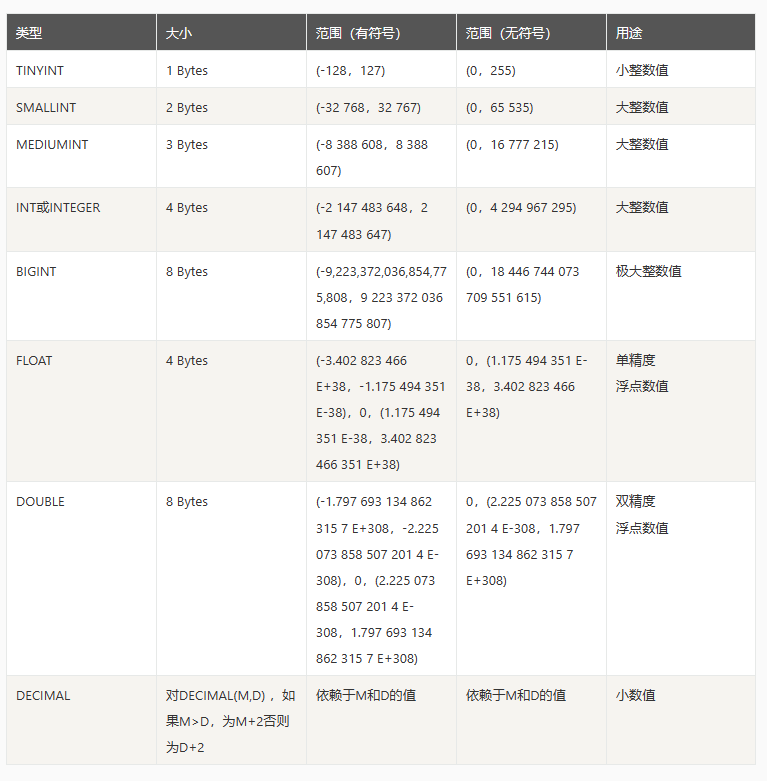 类型 大小 范围（有符号） 范围（无符号） 用途
TINYINT 1 Bytes (-128，127) (0，255) 小整数值
SMALLINT 2 Bytes (-32 768，32 767) (0，65 535) 大整数值
MEDIUMINT 3 Bytes (-8 388 608，8 388 (0，16 777 215) 大整数值
607)
INT或INTEGER 4 Bytes (-2 147 483 648，2 (0，4 294 967 295) 大整数值
147 483 647)
BIGINT 8 Bytes (-9,223,372,036,854,77 (0，18 446 744 073 极大整数值
5,808，9 223 372 036 709 551 615)
854 775 807)
FLOAT 4 Bytes (-3.402 823 466 0，(1.175 494 351 E- 单精度
E+38，-1.175 494 351 38，3.402 823 466 浮点数值
E-38)，0，(1.175 494 E+38)
351 E-38，3.402 823
466 351 E+38)
DOUBLE 8 Bytes (-1.797 693 134 862 0，(2.225 073 858 507 双精度
315 7 E+308，-2.225 201 4 E-308，1.797 浮点数值
073 858 507 201 4 E- 693 134 862 315 7
308)，0，(2.225 073 E+308)
858 507 201 4 E-
308，1.797 693 134
862 315 7 E+308)
DECIMAL 对DECIMAL(M,D) ，如 依赖于M和D的值 依赖于M和D的值 小数值
果M>D，为M+2否则
为D+2